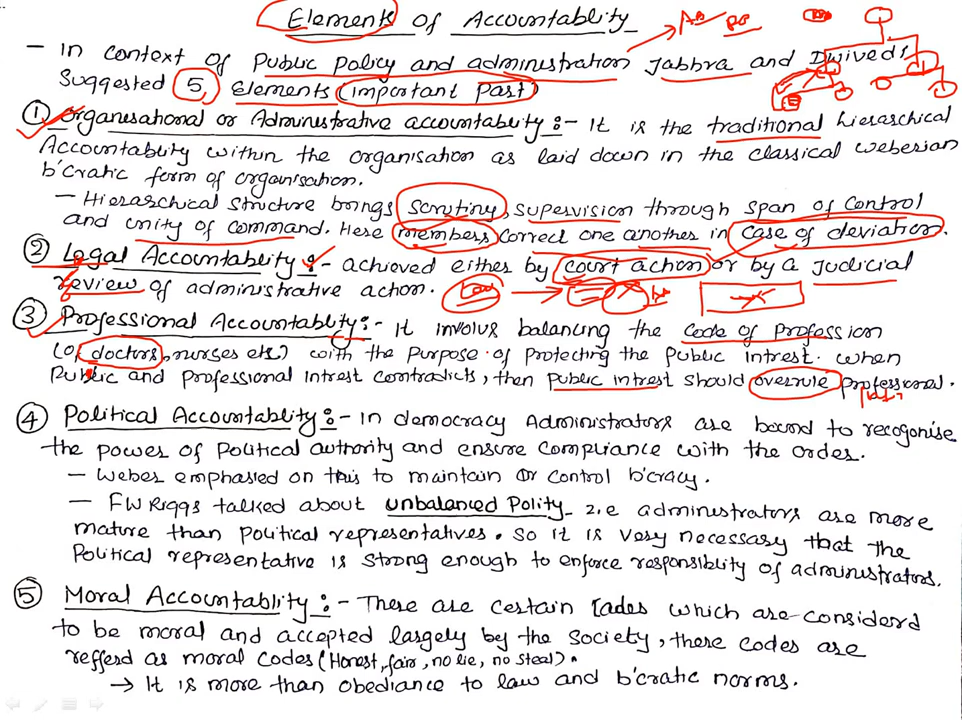 Elements of Accountablity
- In context of Public Policy and administration Jabbra and Dwivedi
Suggested 5 Elements (important Past)
① Organisational or Administrative accountablity :- It is the traditional hierarchical
Accountablity within the organisation as laid down in the classical weberian
b'cratic form of organisation.
- Hierarchical structure brings scrutiny, supervision through span of control
and unity of command. Here members correct one another in case of deviation.
② Legal Accountablity :- achieved either by court action or by a Judicial
review of administrative action.
③ Professional Accountablity :- It involves balancing the code of profession
(of doctors, nurses etc) with the Purpose of Protecting the Public intrest. when
Public and Professional intrest contradicts, then public intrest should overrule professional.
④ Political Accountablity :- In democracy Administrators are bound to recogonise
the power of Political authority and ensure compliance with the order.
- Weber emphasied on this to maintain or control b'cracy.
- FW Riggs talked about unbalanced Polity i.e administrators are more
mature than political representatives. So it is very necessary that the
Political representative is strong enough to enforce responsiblity of administrators.
⑤ Moral Accountablity :- There are certain codes which are considerd
to be moral and accepted largely by the society, these codes are
refferd as moral codes (Honest, fair, no lie, no steal).
→ It is more than obediance to law and b'cratic norms.